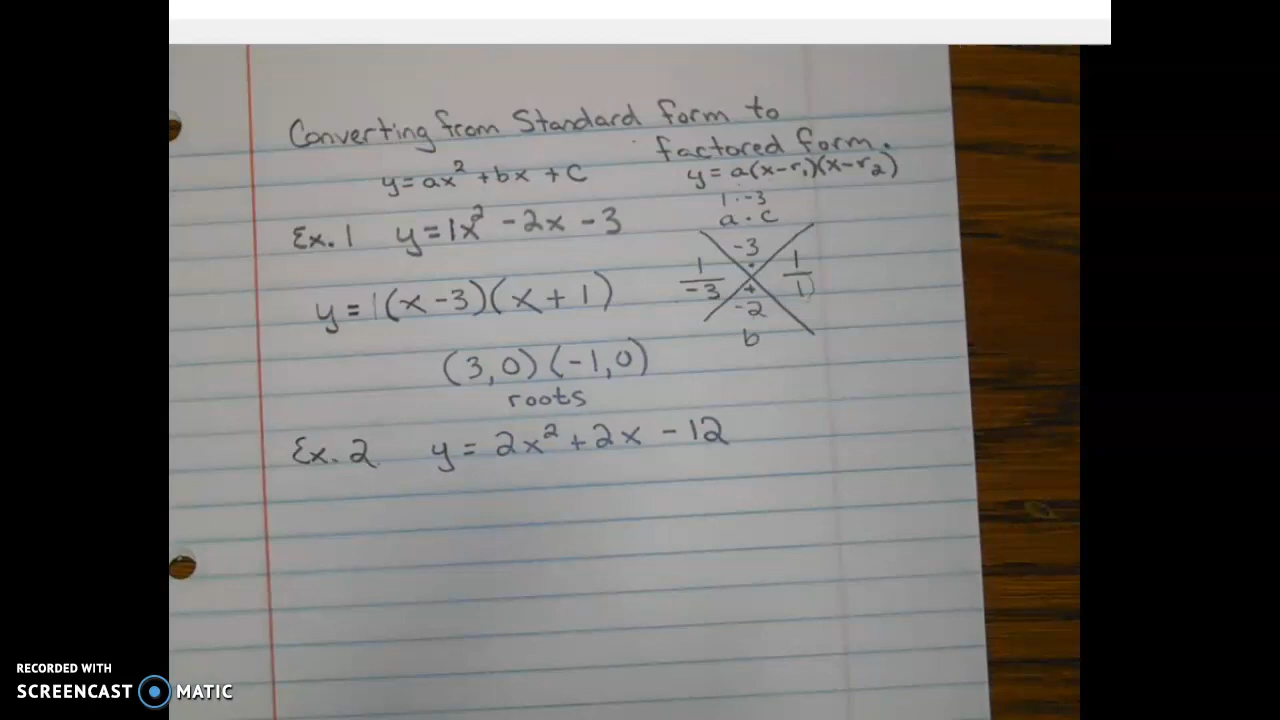 Converting from Standard form to
factored form.
y=ax²+bx+c y=a(x-r₁)(x-r₂)
1·-3
a·c
Ex. 1 y=1x²-2x-3
-3
·
1 1
-3 1
+
-2
b
y=1(x-3)(x+1)
(3,0)(-1,0)
roots
Ex. 2 y=2x²+2x-12
RECORDED WITH
SCREENCAST MATIC